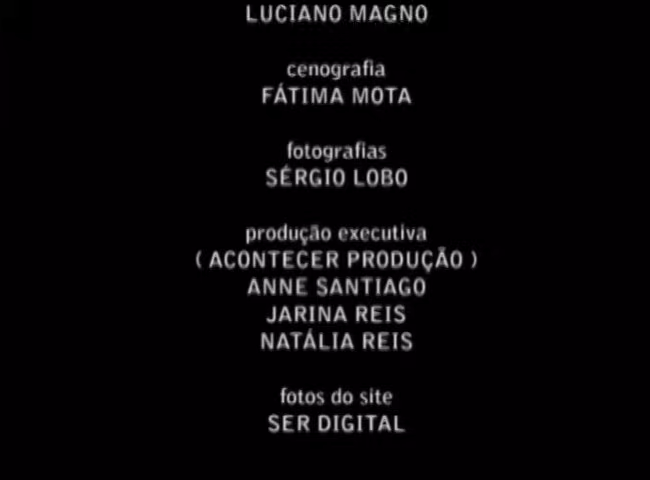 LUCIANO MAGNO
cenografia
FÁTIMA MOTA
fotografias
SÉRGIO LOBO
produção executiva
( ACONTECER PRODUÇÃO )
ANNE SANTIAGO
JARINA REIS
NATÁLIA REIS
fotos do site
SER DIGITAL